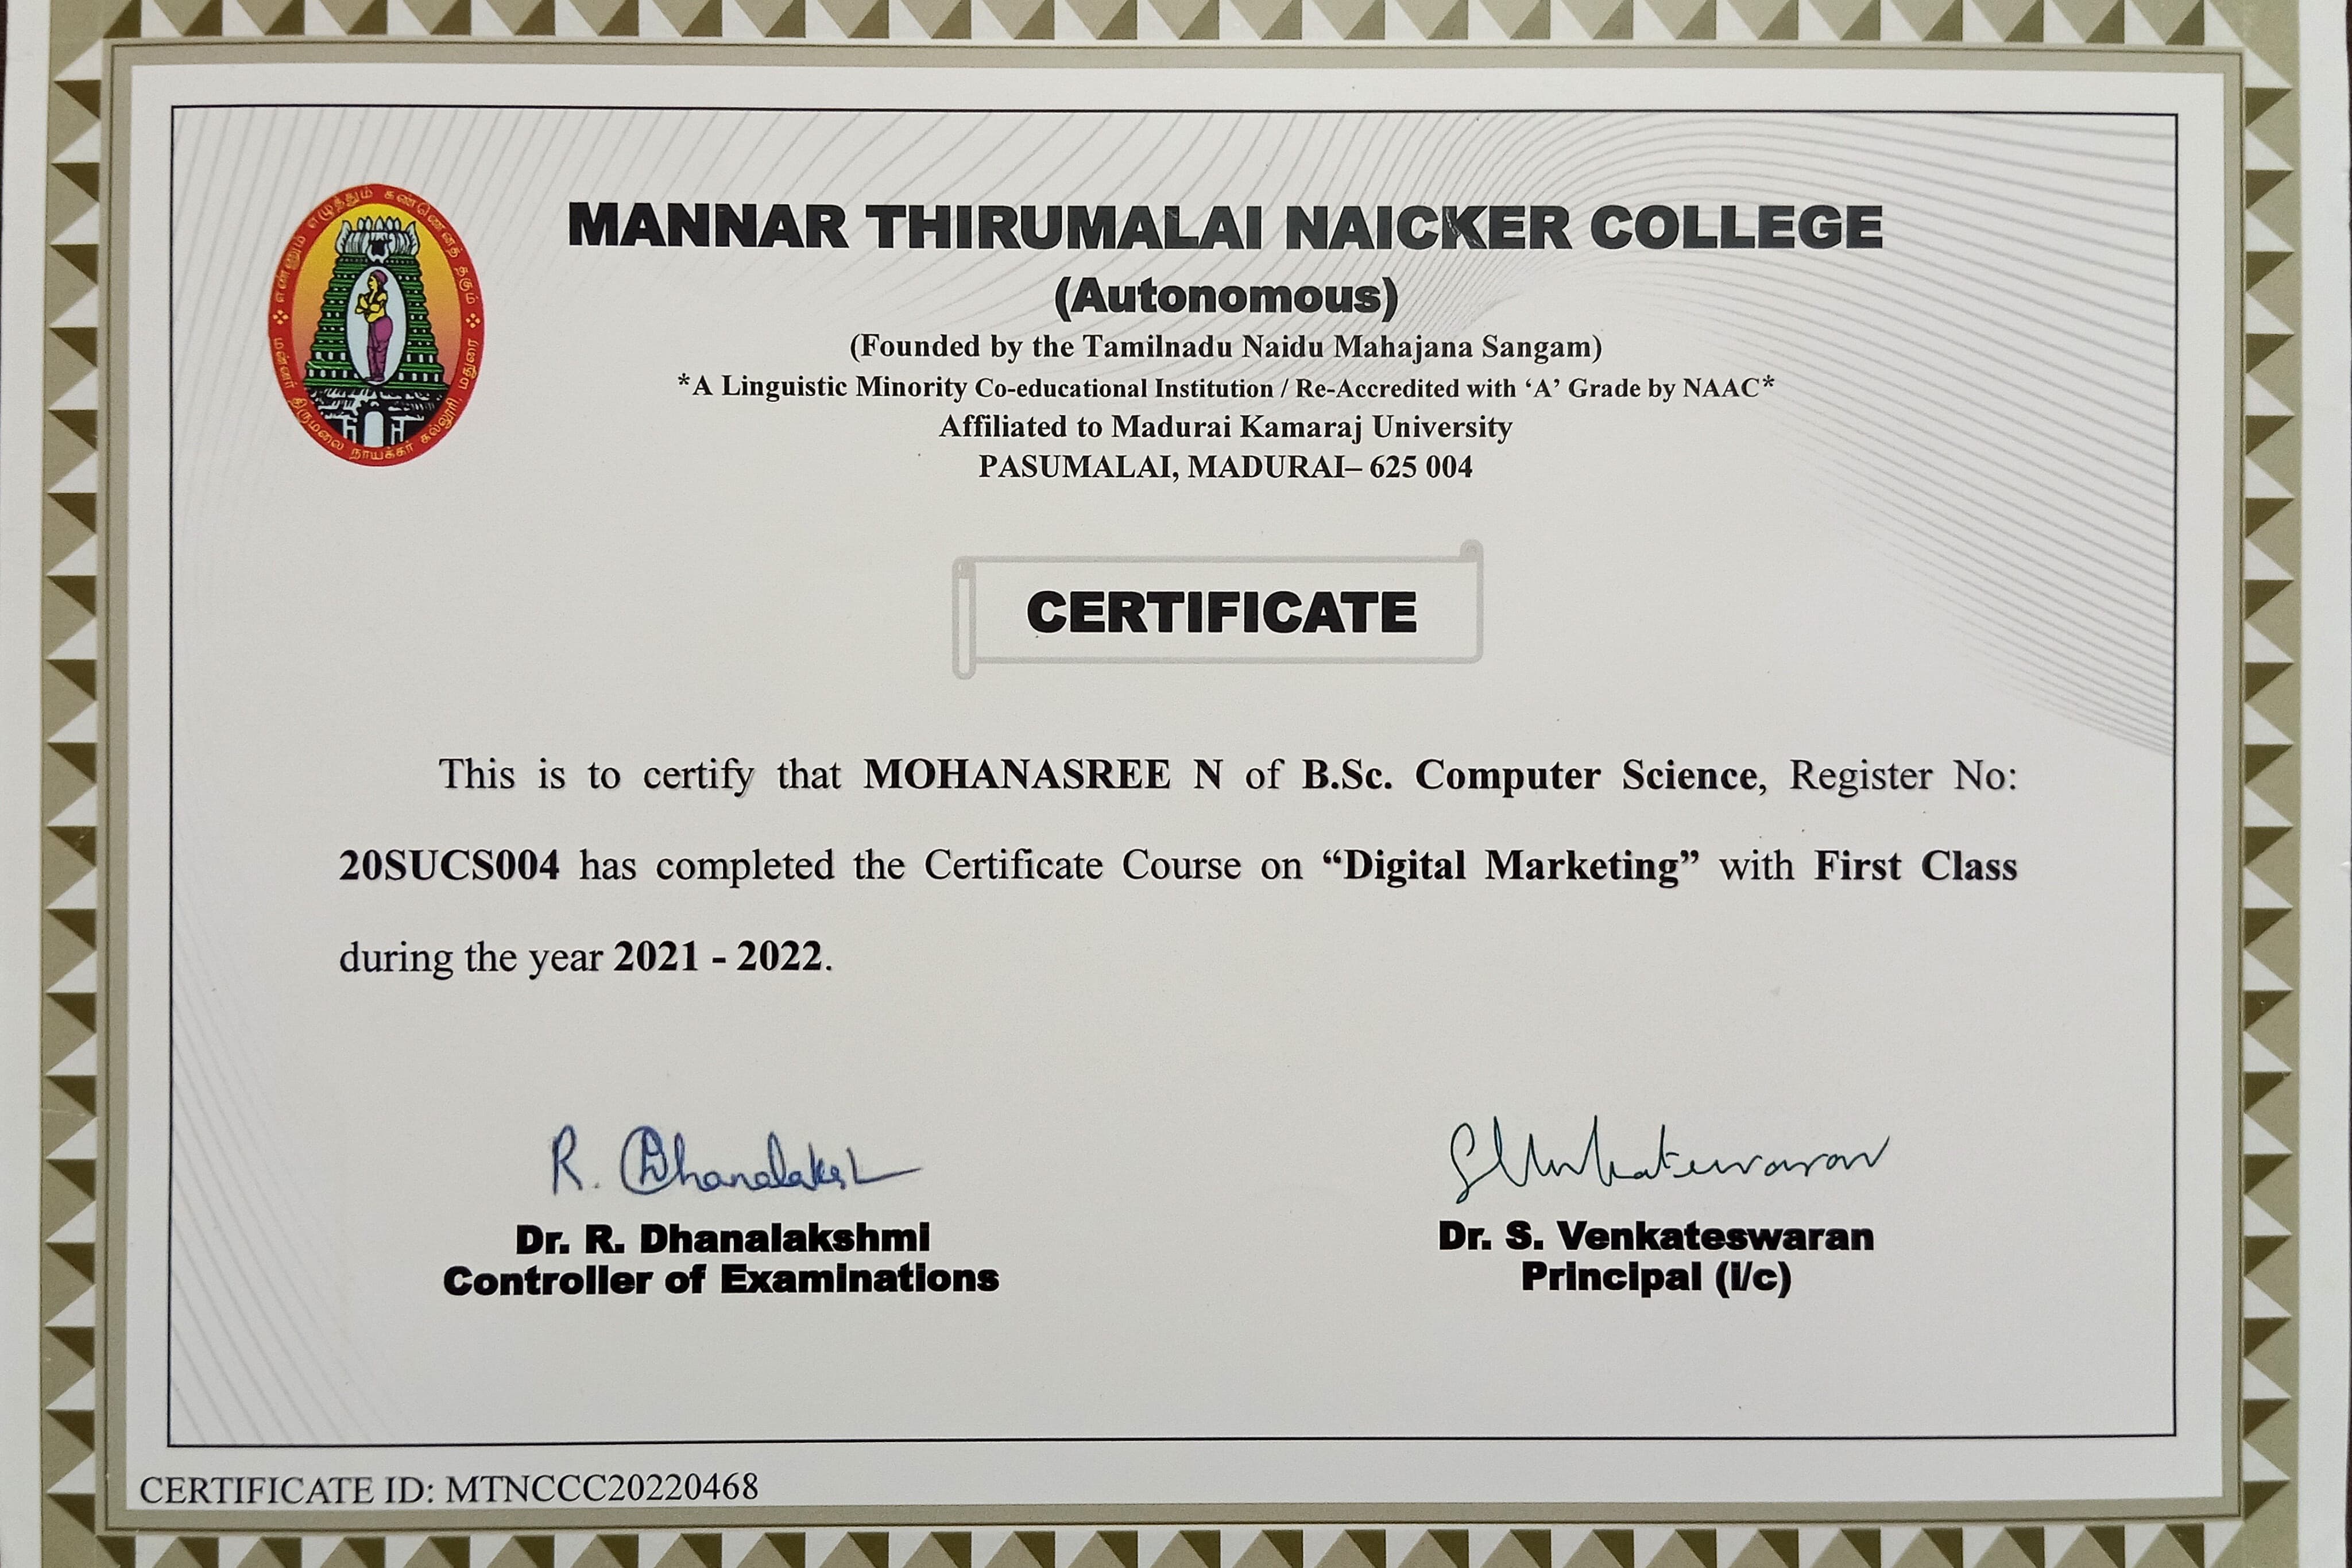 எண்ணும் எழுத்தும் கண்ணெனத் தகும்
மன்னர் திருமலை நாயக்கர் கல்லூரி, மதுரை
MANNAR THIRUMALAI NAICKER COLLEGE
(Autonomous)
(Founded by the Tamilnadu Naidu Mahajana Sangam)
*A Linguistic Minority Co-educational Institution / Re-Accredited with ‘A’ Grade by NAAC*
Affiliated to Madurai Kamaraj University
PASUMALAI, MADURAI– 625 004
CERTIFICATE
This is to certify that MOHANASREE N of B.Sc. Computer Science, Register No:
20SUCS004 has completed the Certificate Course on “Digital Marketing” with First Class
during the year 2021 - 2022.
R. Dhanalakshmi
S Venkateswaran
Dr. R. Dhanalakshmi
Controller of Examinations
Dr. S. Venkateswaran
Principal (i/c)
CERTIFICATE ID: MTNCCC20220468